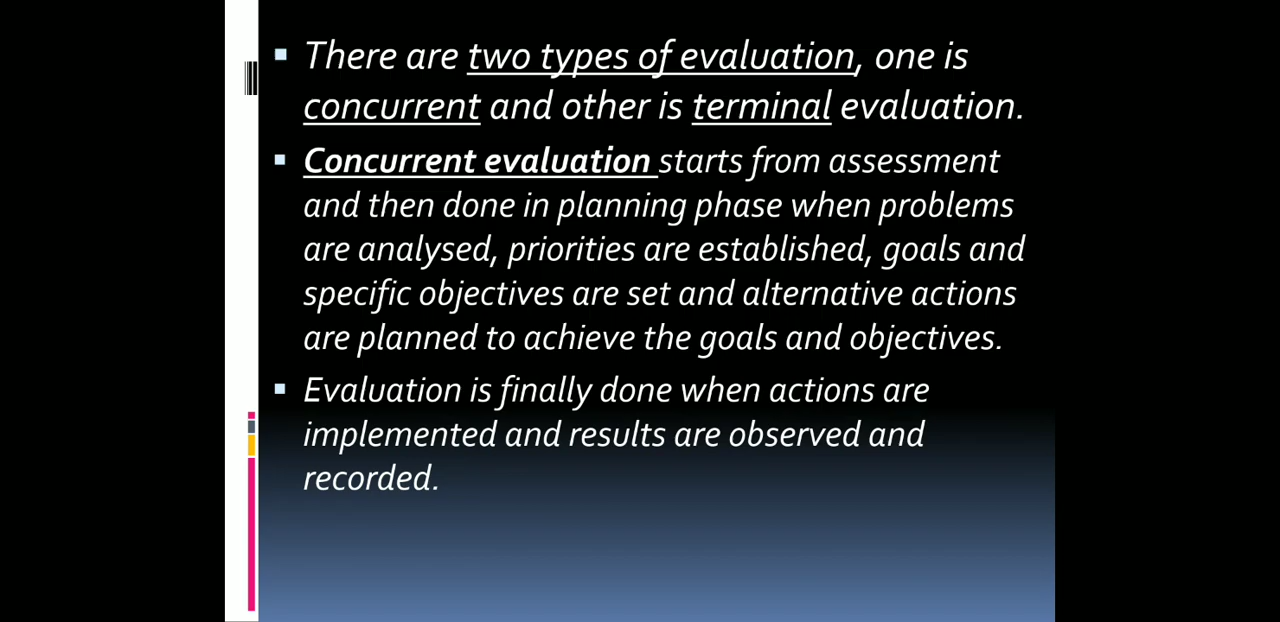 There are two types of evaluation, one is
concurrent and other is terminal evaluation.
Concurrent evaluation starts from assessment
and then done in planning phase when problems
are analysed, priorities are established, goals and
specific objectives are set and alternative actions
are planned to achieve the goals and objectives.
Evaluation is finally done when actions are
implemented and results are observed and
recorded.